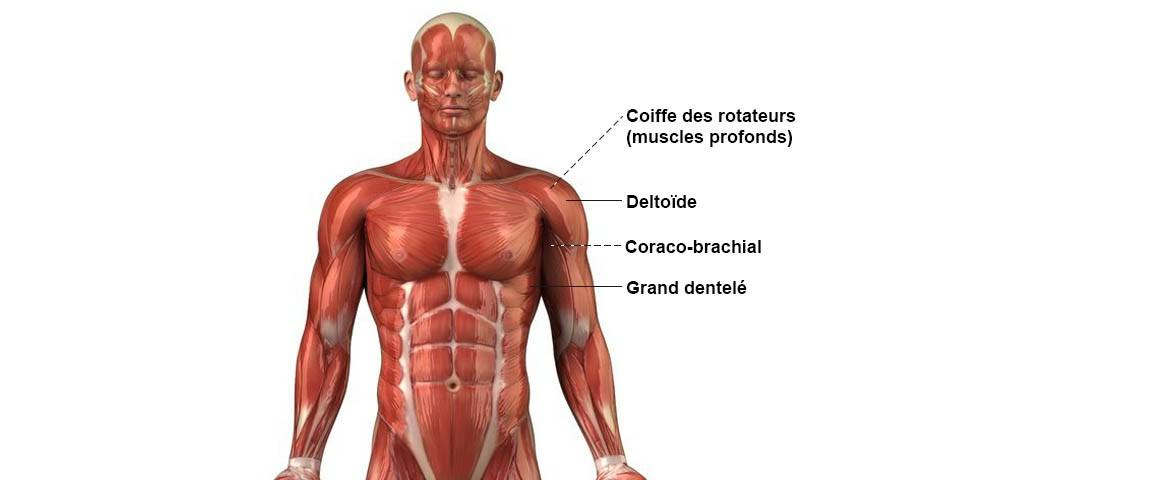 Coiffe des rotateurs
(muscles profonds)
Deltoïde
Coraco-brachial
Grand dentelé